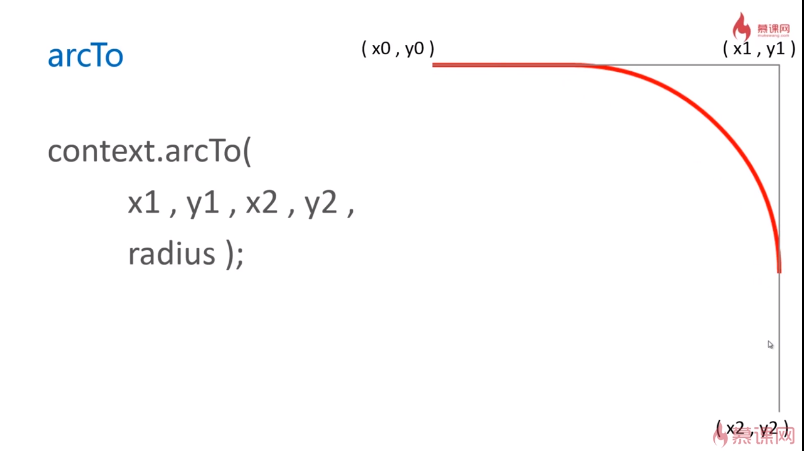 慕课网
( x0 , y0 )
( x1 , y1 )
arcTo
context.arcTo(
x1 , y1 , x2 , y2 ,
radius );
( x2 , y2 )
慕课网